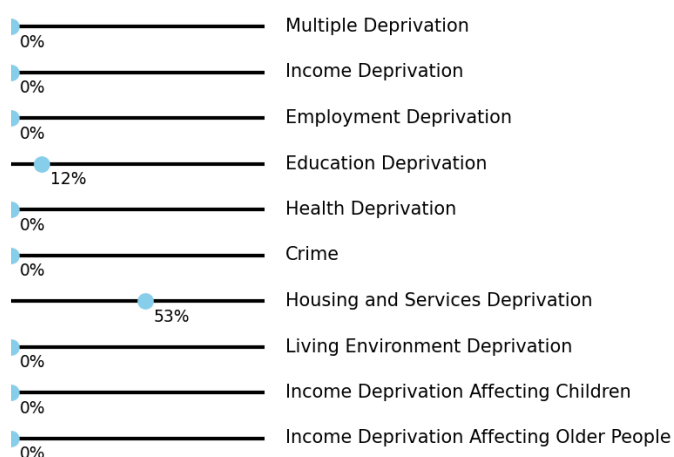 Multiple Deprivation
0%
Income Deprivation
0%
Employment Deprivation
0%
Education Deprivation
12%
Health Deprivation
0%
Crime
0%
Housing and Services Deprivation
53%
Living Environment Deprivation
0%
Income Deprivation Affecting Children
0%
Income Deprivation Affecting Older People
0%